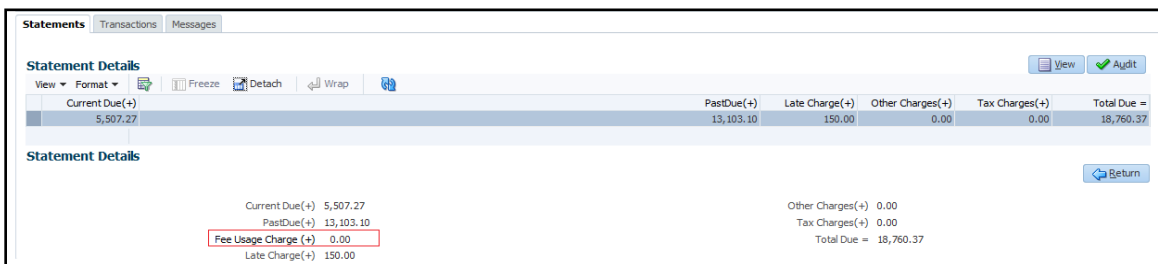 Statements Transactions Messages
Statement Details
View Audit
View Format Freeze Detach Wrap
Current Due(+) PastDue(+) Late Charge(+) Other Charges(+) Tax Charges(+) Total Due =
5,507.27 13,103.10 150.00 0.00 0.00 18,760.37
Statement Details
Return
Current Due(+) 5,507.27 Other Charges(+) 0.00
PastDue(+) 13,103.10 Tax Charges(+) 0.00
Fee Usage Charge (+) 0.00 Total Due = 18,760.37
Late Charge(+) 150.00